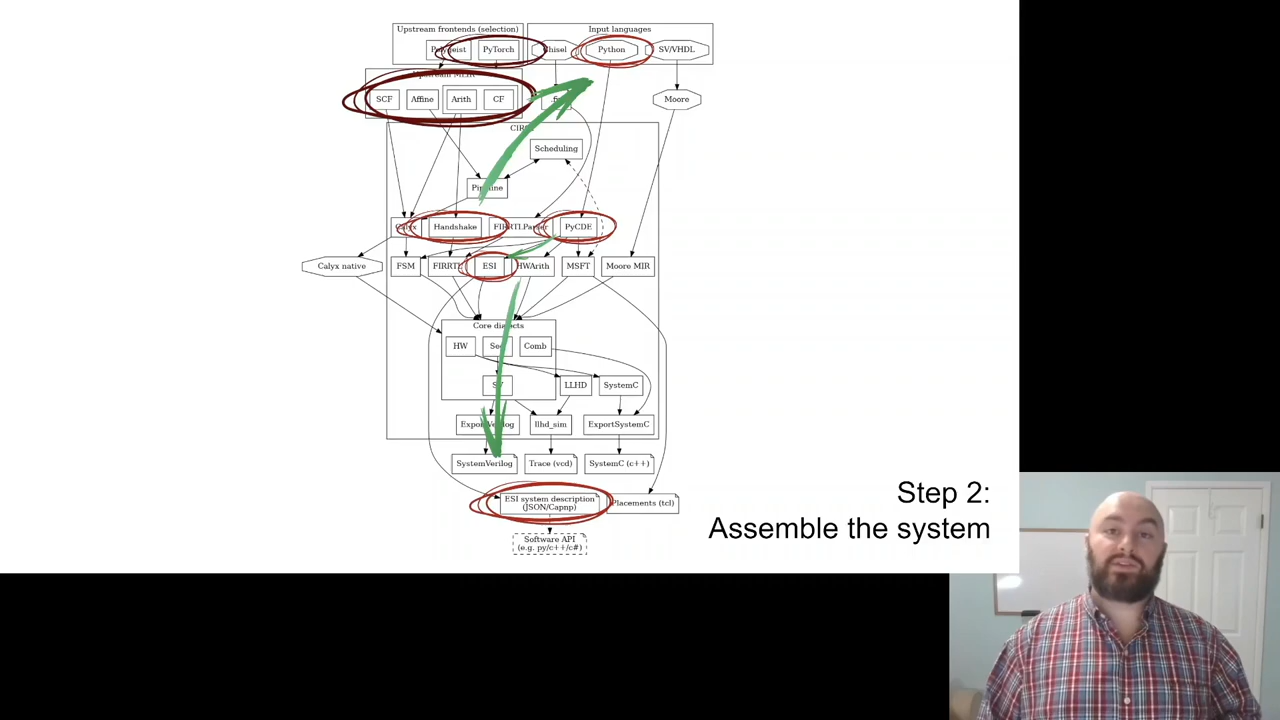 Upstream frontends (selection)
Input languages
PyTorch
Python
SV/VHDL
SCF
Affine
Arith
CF
Moore
Scheduling
Handshake
PyCDE
Calyx native
FSM
ESI
HWArith
MSFT
Moore MIR
Core dialects
HW
Comb
LLHD
SystemC
llhd_sim
ExportSystemC
SystemVerilog
Trace (vcd)
SystemC (c++)
ESI system description
(JSON/Capnp)
Placements (tcl)
Software API
(e.g. py/c++/c#)
Step 2:
Assemble the system